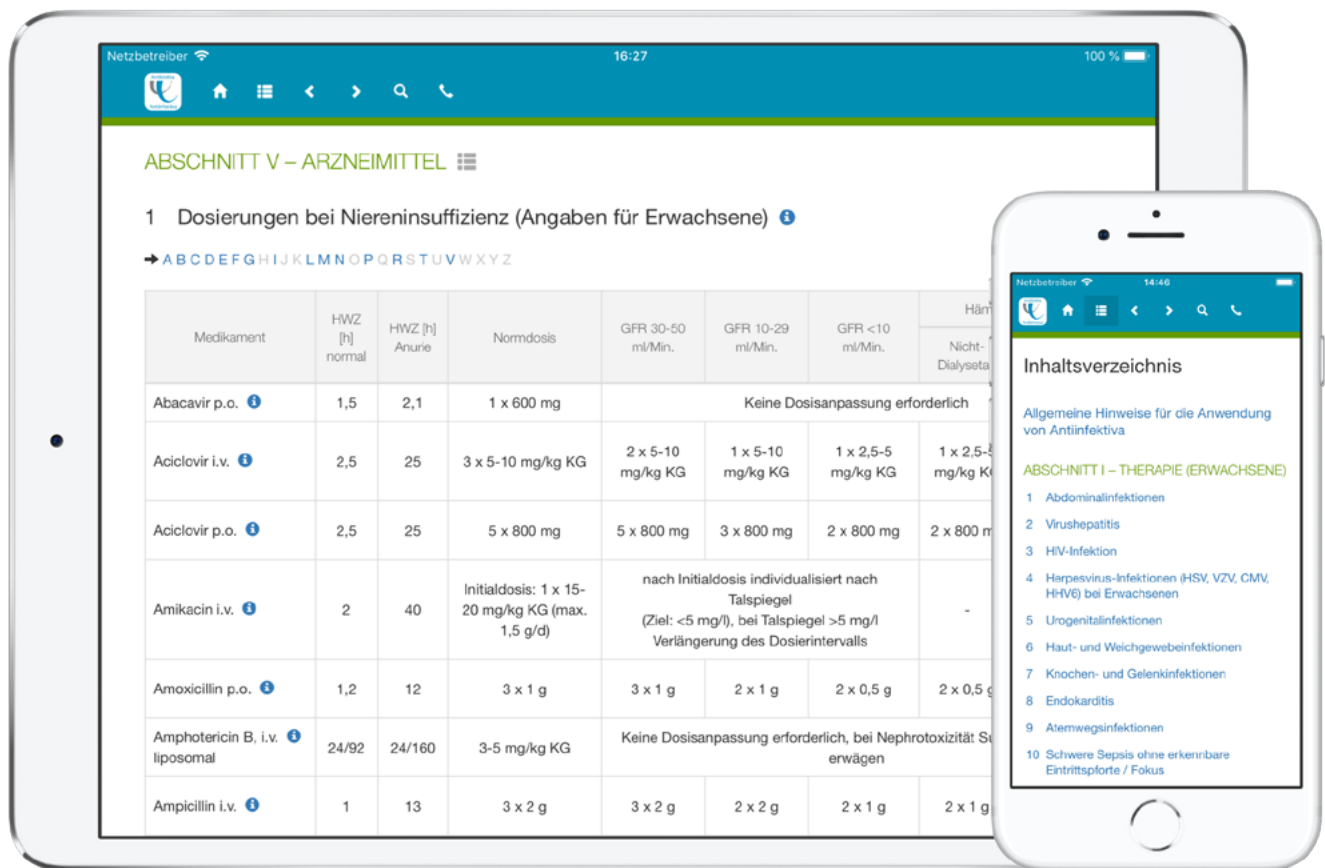 Netzbetreiber 16:27 100 %
ABSCHNITT V – ARZNEIMITTEL
1 Dosierungen bei Niereninsuffizienz (Angaben für Erwachsene)
A B C D E F G H I J K L M N O P Q R S T U V W X Y Z
Medikament
HWZ
[h]
normal
HWZ [h]
Anurie
Normdosis
GFR 30-50
ml/Min.
GFR 10-29
ml/Min.
GFR <10
ml/Min.
Häm
Nicht-
Dialyseta
Abacavir p.o. 1,5 2,1 1 x 600 mg Keine Dosisanpassung erforderlich
Aciclovir i.v. 2,5 25 3 x 5-10 mg/kg KG
2 x 5-10
mg/kg KG
1 x 5-10
mg/kg KG
1 x 2,5-5
mg/kg KG
1 x 2,5-5
mg/kg K
Aciclovir p.o. 2,5 25 5 x 800 mg 5 x 800 mg 3 x 800 mg 2 x 800 mg 2 x 800 m
Amikacin i.v. 2 40
Initialdosis: 1 x 15-
20 mg/kg KG (max.
1,5 g/d)
nach Initialdosis individualisiert nach
Talspiegel
(Ziel: <5 mg/l), bei Talspiegel >5 mg/l
Verlängerung des Dosierintervalls
-
Amoxicillin p.o. 1,2 12 3 x 1 g 3 x 1 g 2 x 1 g 2 x 0,5 g 2 x 0,5 g
Amphotericin B, i.v.
liposomal
24/92 24/160 3-5 mg/kg KG
Keine Dosisanpassung erforderlich, bei Nephrotoxizität
erwägen
Ampicillin i.v. 1 13 3 x 2 g 3 x 2 g 2 x 2 g 2 x 1 g 2 x 1 g
Netzbetreiber 14:46
Inhaltsverzeichnis
Allgemeine Hinweise für die Anwendung
von Antiinfektiva
ABSCHNITT I – THERAPIE (ERWACHSENE)
1 Abdominalinfektionen
2 Virushepatitis
3 HIV-Infektion
4 Herpesvirus-Infektionen (HSV, VZV, CMV,
HHV6) bei Erwachsenen
5 Urogenitalinfektionen
6 Haut- und Weichgewebeinfektionen
7 Knochen- und Gelenkinfektionen
8 Endokarditis
9 Atemwegsinfektionen
10 Schwere Sepsis ohne erkennbare
Eintrittspforte / Fokus